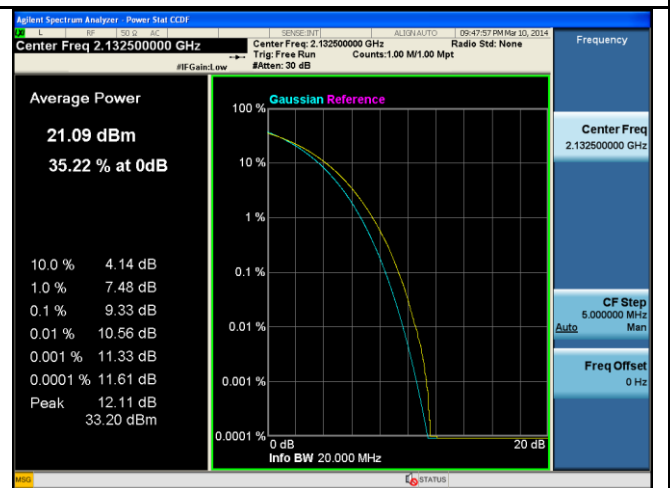 Agilent Spectrum Analyzer - Power Stat CCDF
L RF 50 Ω AC SENSE:INT ALIGN AUTO 09:47:57 PM Mar 10, 2014
Center Freq 2.132500000 GHz
Center Freq: 2.132500000 GHz Radio Std: None
Trig: Free Run Counts:1.00 M/1.00 Mpt
#IFGain:Low #Atten: 30 dB
Frequency
Average Power
21.09 dBm
35.22 % at 0dB
10.0 % 4.14 dB
1.0 % 7.48 dB
0.1 % 9.33 dB
0.01 % 10.56 dB
0.001 % 11.33 dB
0.0001 % 11.61 dB
Peak 12.11 dB
33.20 dBm
Gaussian Reference
100 %
10 %
1 %
0.1 %
0.01 %
0.001 %
0.0001 %
0 dB 20 dB
Info BW 20.000 MHz
Center Freq
2.132500000 GHz
CF Step
5.000000 MHz
Auto Man
Freq Offset
0 Hz
MSG STATUS